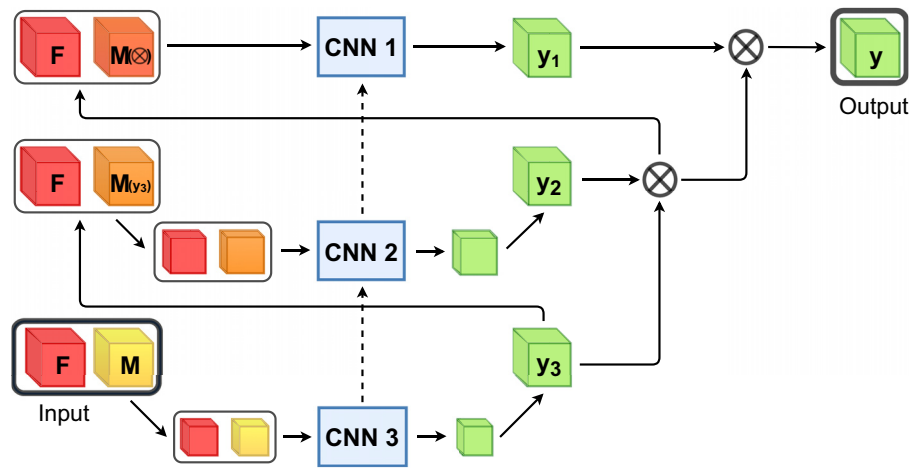 F M(⊗) CNN 1 y₁ ⊗ y
Output
F M(y₃) y₂ ⊗
CNN 2
F M y₃
Input
CNN 3